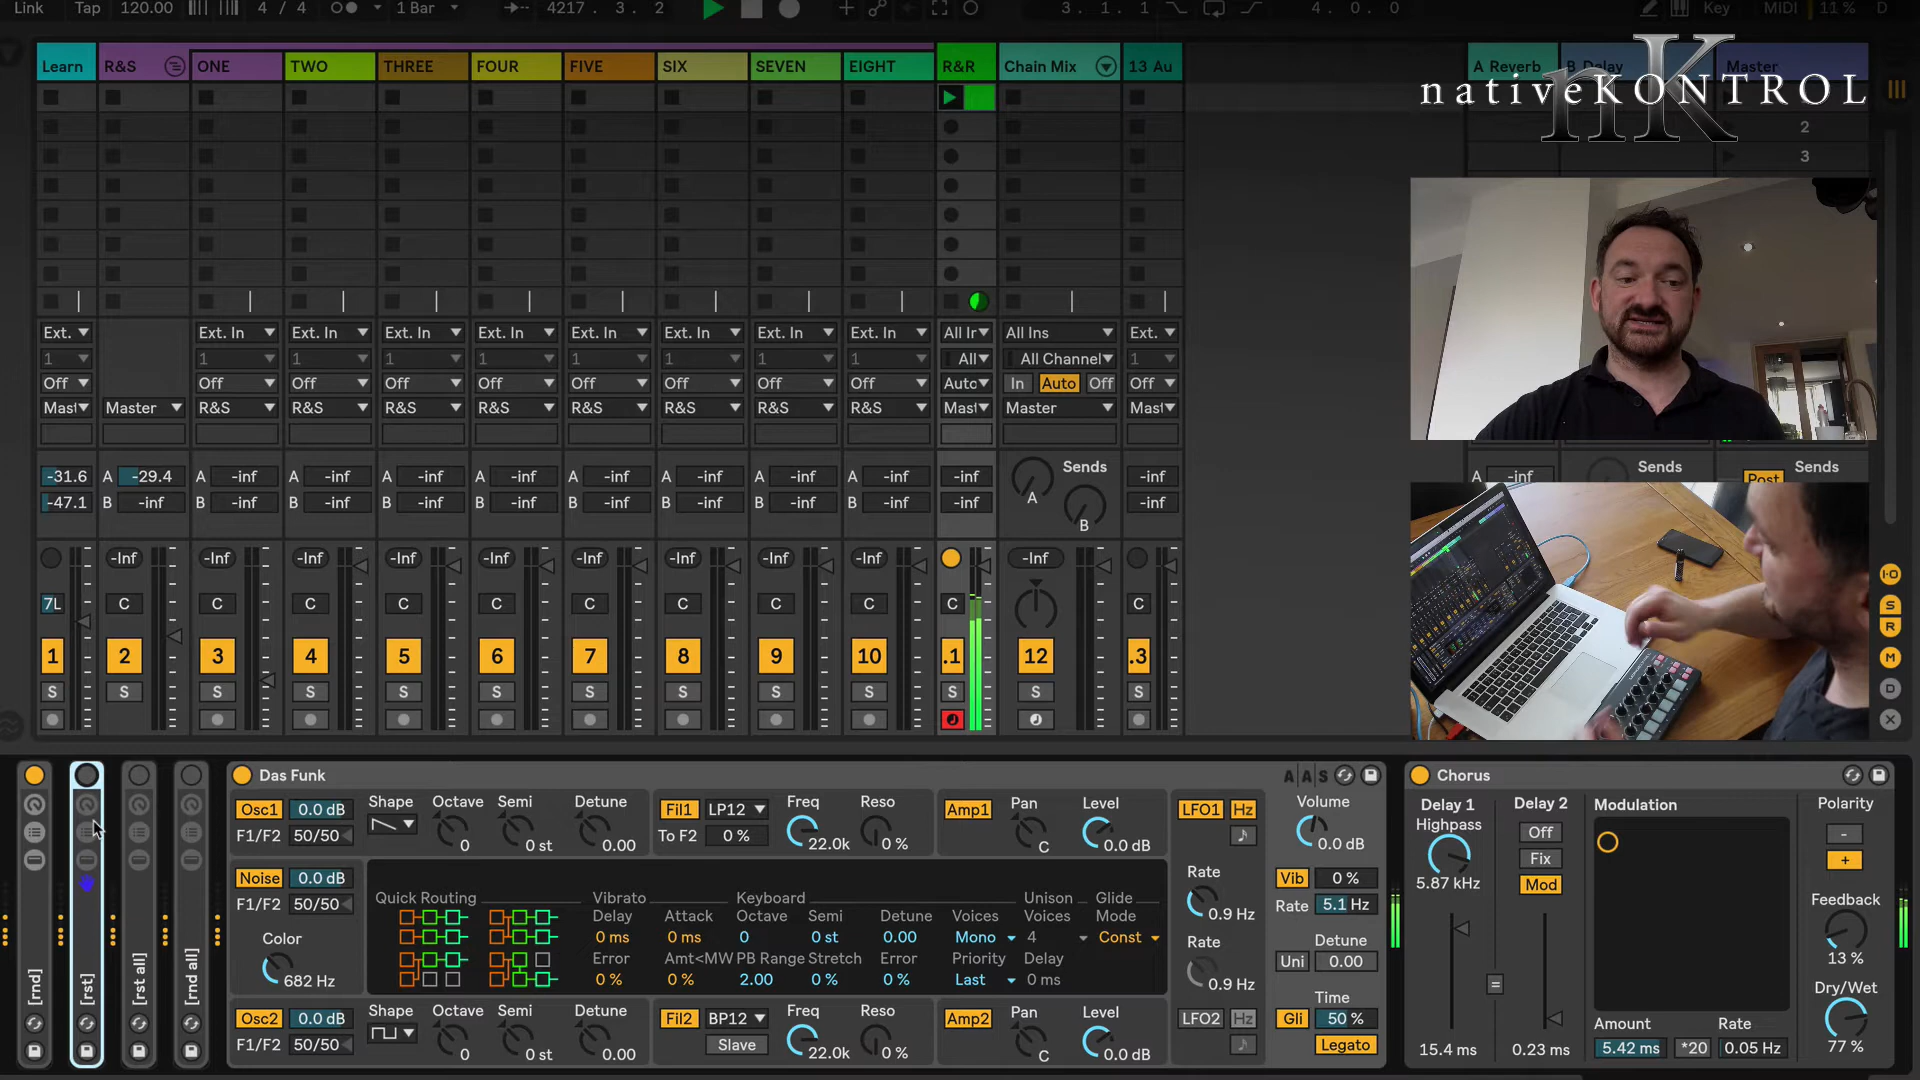 Link Tap 120.00 4 / 4 1 Bar 4217. 3. 2 3. 1. 1 4. 0. 0 Key MIDI 11 % D
Learn R&S ONE TWO THREE FOUR FIVE SIX SEVEN EIGHT R&R Chain Mix 13 Au A Reverb B Delay Master
nativeKONTROL
nK
2
3
Ext. Ext. In Ext. In Ext. In Ext. In Ext. In Ext. In Ext. In Ext. In All Ir All Ins Ext.
1 1 1 1 1 1 1 1 1 All All Channel 1
Off Off Off Off Off Off Off Off Off Auto In Auto Off Off
Mast Master R&S R&S R&S R&S R&S R&S R&S R&S Mast Master Mast
Sends Sends Sends
-31.6 A -29.4 A -inf A -inf A -inf A -inf A -inf A -inf A -inf A -inf -inf A -inf A -inf Post
-47.1 B -inf B -inf B -inf B -inf B -inf B -inf B -inf B -inf B -inf -inf B -inf
-Inf -Inf -Inf -Inf -Inf -Inf -Inf -Inf -Inf -Inf
7L C C C C C C C C C C C
1 2 3 4 5 6 7 8 9 10 .1 12 .3
S S S S S S S S S S S
I·O
S
R
M
D
[rnd]
[rst]
[rst all]
[rnd all]
Das Funk
Osc1 0.0 dB Shape Octave Semi Detune
F1/F2 50/50 0 0 st 0.00
Fil1 LP12 Freq Reso
To F2 0 % 22.0k 0 %
Amp1 Pan Level
C 0.0 dB
LFO1 Hz Volume
0.0 dB
Noise 0.0 dB
F1/F2 50/50
Color
682 Hz
Quick Routing Vibrato Keyboard Unison Glide
Delay Attack Octave Semi Detune Voices Voices Mode
0 ms 0 ms 0 0 st 0.00 Mono 4 Const
Error Amt<MW PB Range Stretch Error Priority Delay
0 % 0 % 2.00 0 % 0 % Last 0 ms
Rate
0.9 Hz
Rate
0.9 Hz
Vib 0 %
Rate 5.1 Hz
Detune
Uni 0.00
Time
Gli 50 %
Legato
LFO2 Hz
Osc2 0.0 dB Shape Octave Semi Detune
F1/F2 50/50 0 0 st 0.00
Fil2 BP12 Freq Reso
Slave 22.0k 0 %
Amp2 Pan Level
C 0.0 dB
Chorus
Delay 1 Delay 2 Modulation Polarity
Highpass Off -
Fix +
5.87 kHz Mod
Feedback
13 %
=
Dry/Wet
77 %
Amount Rate
15.4 ms 0.23 ms 5.42 ms *20 0.05 Hz